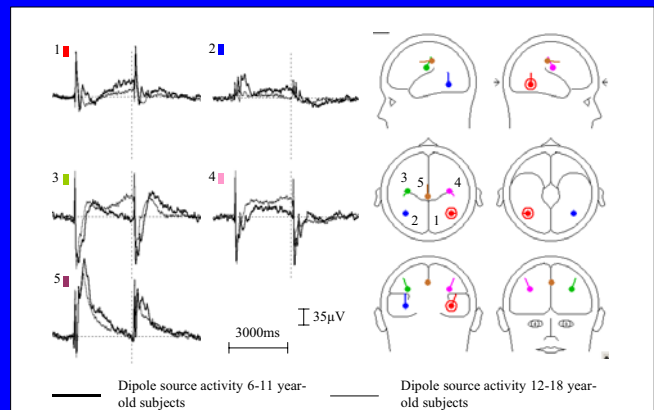 1
2
3
4
5
35µV
3000ms
3
5
4
2
1
Dipole source activity 6-11 year-
old subjects
Dipole source activity 12-18 year-
old subjects